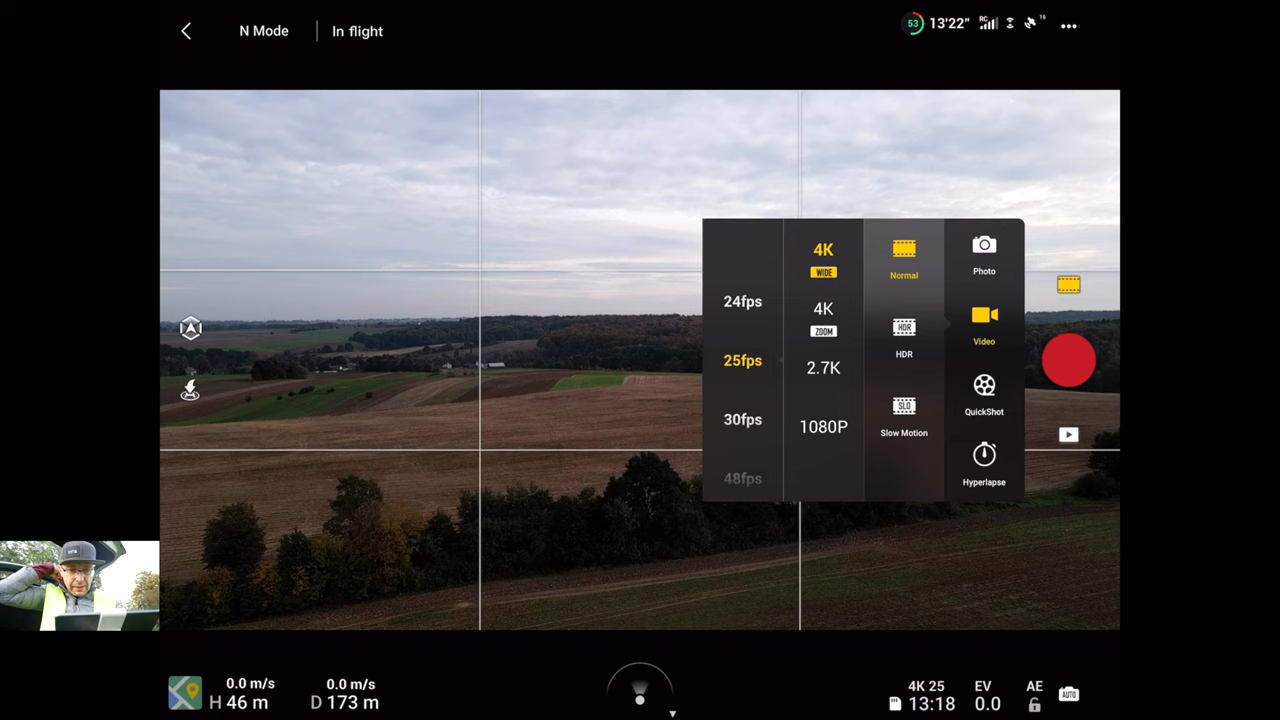 N Mode
In flight
53
13'22"
RC
16
4K
WIDE
Normal
Photo
24fps
4K
ZOOM
HDR
HDR
Video
25fps
2.7K
30fps
1080P
SLO
Slow Motion
QuickShot
48fps
Hyperlapse
0.0 m/s
H 46 m
0.0 m/s
D 173 m
4K 25
13:18
EV
0.0
AE
AUTO